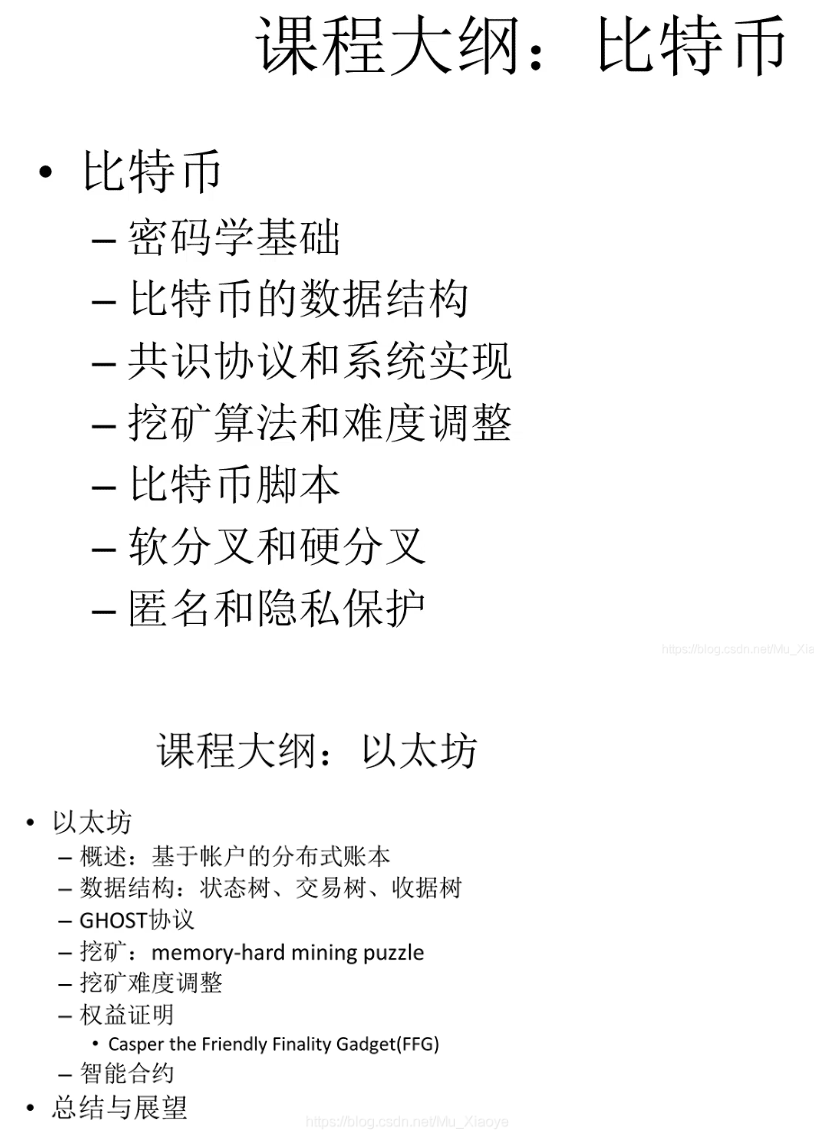 课程大纲：比特币
• 比特币
– 密码学基础
– 比特币的数据结构
– 共识协议和系统实现
– 挖矿算法和难度调整
– 比特币脚本
– 软分叉和硬分叉
– 匿名和隐私保护
https://blog.csdn.net/Mu_Xia
课程大纲：以太坊
• 以太坊
– 概述：基于帐户的分布式账本
– 数据结构：状态树、交易树、收据树
– GHOST协议
– 挖矿：memory-hard mining puzzle
– 挖矿难度调整
– 权益证明
• Casper the Friendly Finality Gadget(FFG)
– 智能合约
• 总结与展望
https://blog.csdn.net/Mu_Xiaoye